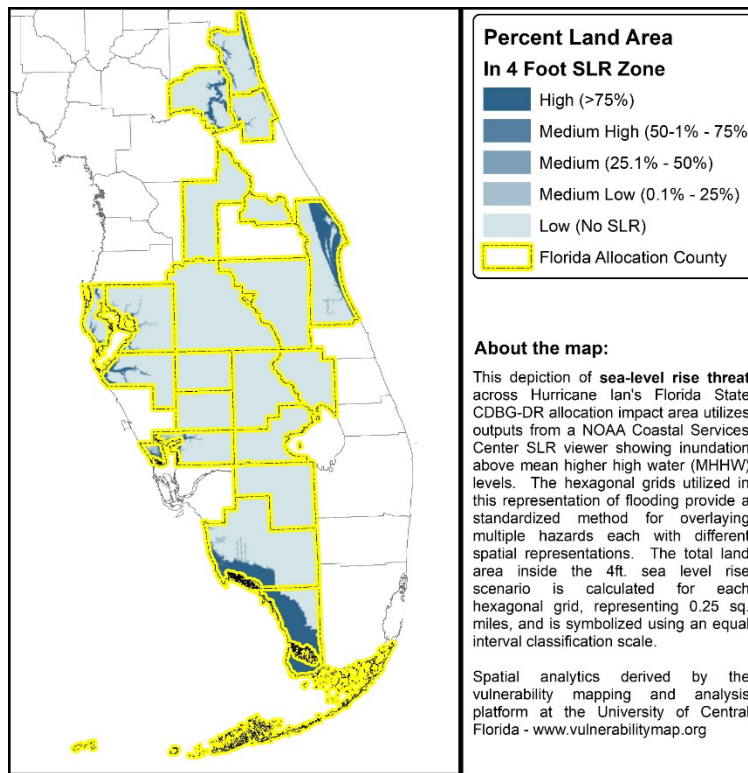 Percent Land Area
In 4 Foot SLR Zone
High (>75%)
Medium High (50-1% - 75%
Medium (25.1% - 50%)
Medium Low (0.1% - 25%)
Low (No SLR)
Florida Allocation County
About the map:
This depiction of sea-level rise threat
across Hurricane Ian's Florida State
CDBG-DR allocation impact area utilizes
outputs from a NOAA Coastal Services
Center SLR viewer showing inundation
above mean higher high water (MHHW)
levels. The hexagonal grids utilized in
this representation of flooding provide a
standardized method for overlaying
multiple hazards each with different
spatial representations. The total land
area inside the 4ft. sea level rise
scenario is calculated for each
hexagonal grid, representing 0.25 sq.
miles, and is symbolized using an equal
interval classification scale.
Spatial analytics derived by the
vulnerability mapping and analysis
platform at the University of Central
Florida - www.vulnerabilitymap.org